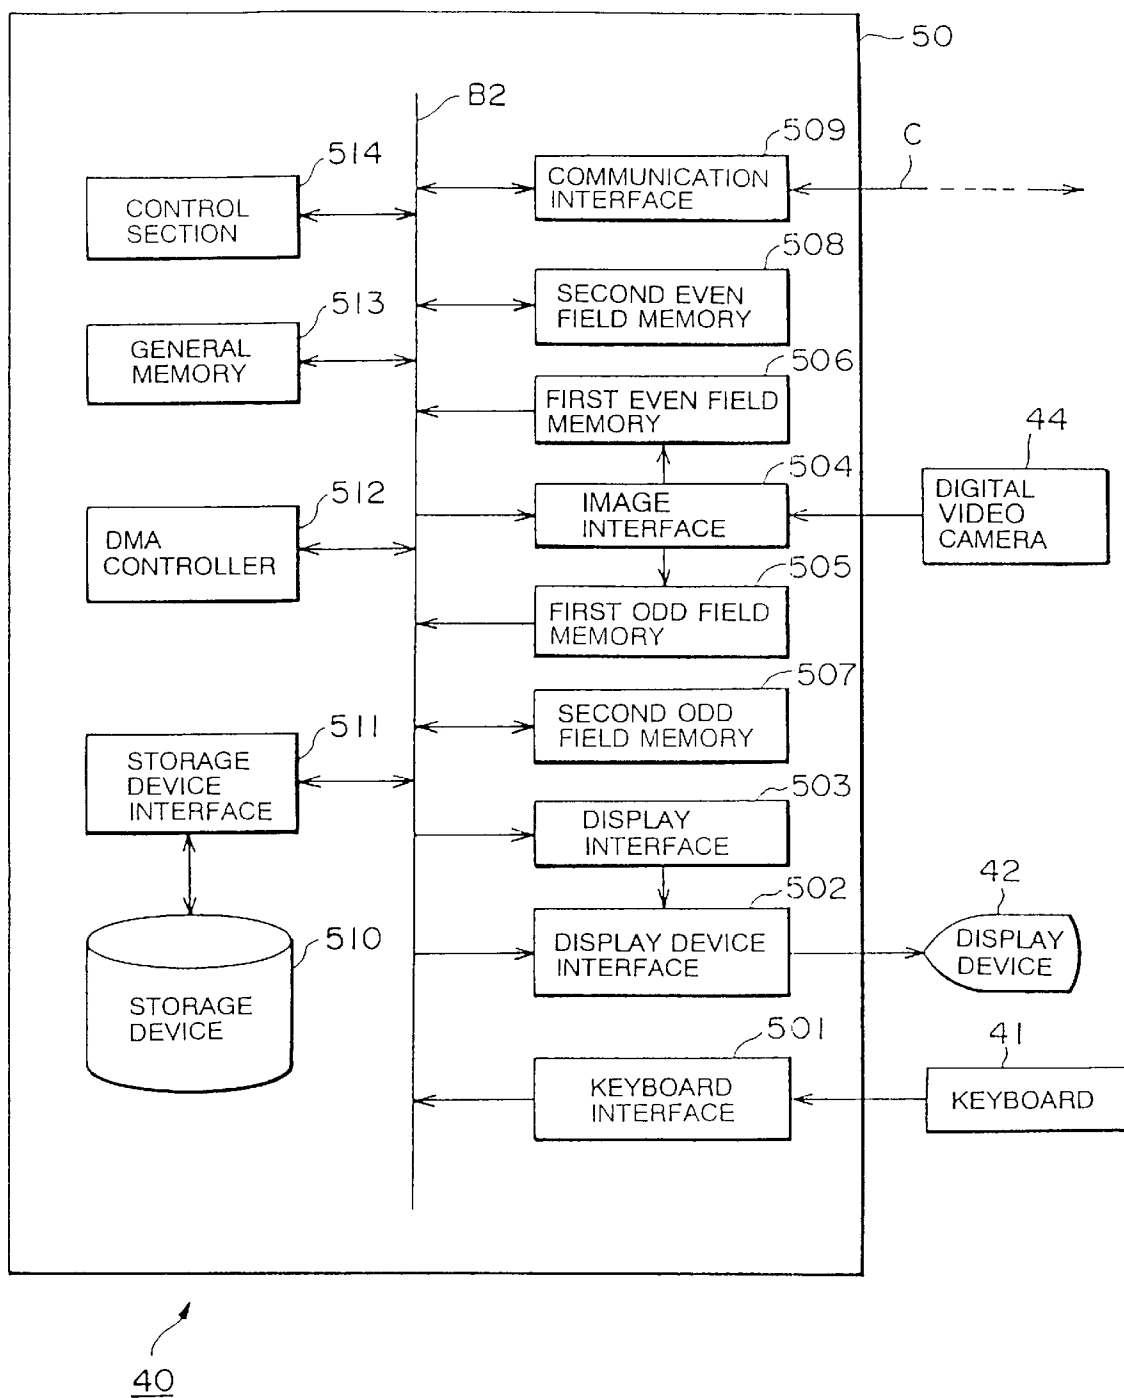 50
B2
509
C
514
COMMUNICATION
INTERFACE
CONTROL
SECTION
508
SECOND EVEN
FIELD MEMORY
513
GENERAL
MEMORY
506
FIRST EVEN FIELD
MEMORY
44
504
DIGITAL
VIDEO
CAMERA
IMAGE
INTERFACE
512
DMA
CONTROLLER
505
FIRST ODD FIELD
MEMORY
507
SECOND ODD
FIELD MEMORY
511
STORAGE
DEVICE
INTERFACE
503
DISPLAY
INTERFACE
502
42
DISPLAY DEVICE
INTERFACE
DISPLAY
DEVICE
510
STORAGE
DEVICE
501
41
KEYBOARD
INTERFACE
KEYBOARD
40